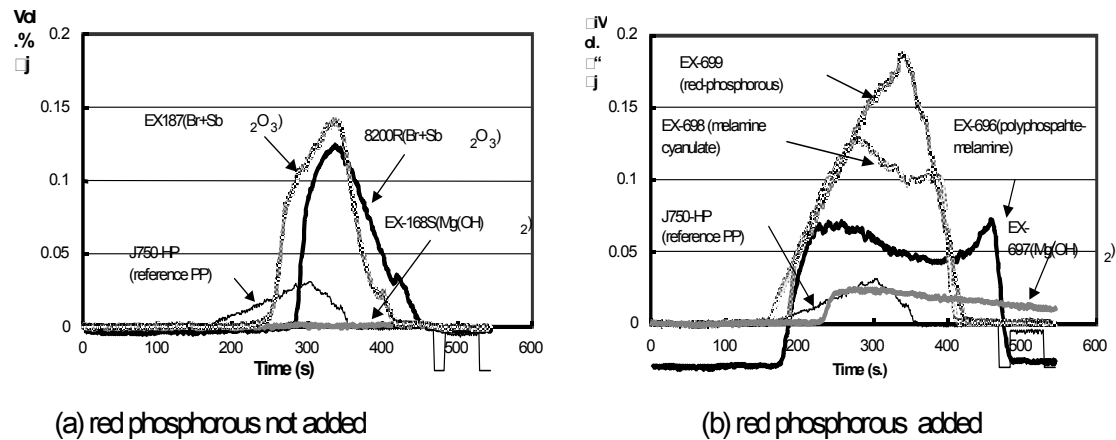 Vol
.%
j
0.2
0.15
0.1
0.05
0
0 100 200 300 400 500 600
Time (s)
EX187(Br+Sb 2O3)
8200R(Br+Sb 2O3)
EX-168S(Mg(OH) 2)
J750-HP
(reference PP)
(a) red phosphorous not added
iV
ol.
“
j
0.2
0.15
0.1
0.05
0
0 200 300 400 500 600
Time (s.)
EX-699
(red-phosphorous)
EX-698 (melamine
cyanulate)
EX-696(polyphospahte-
melamine)
J750-HP
(reference PP)
EX-
697(Mg(OH) 2)
(b) red phosphorous added